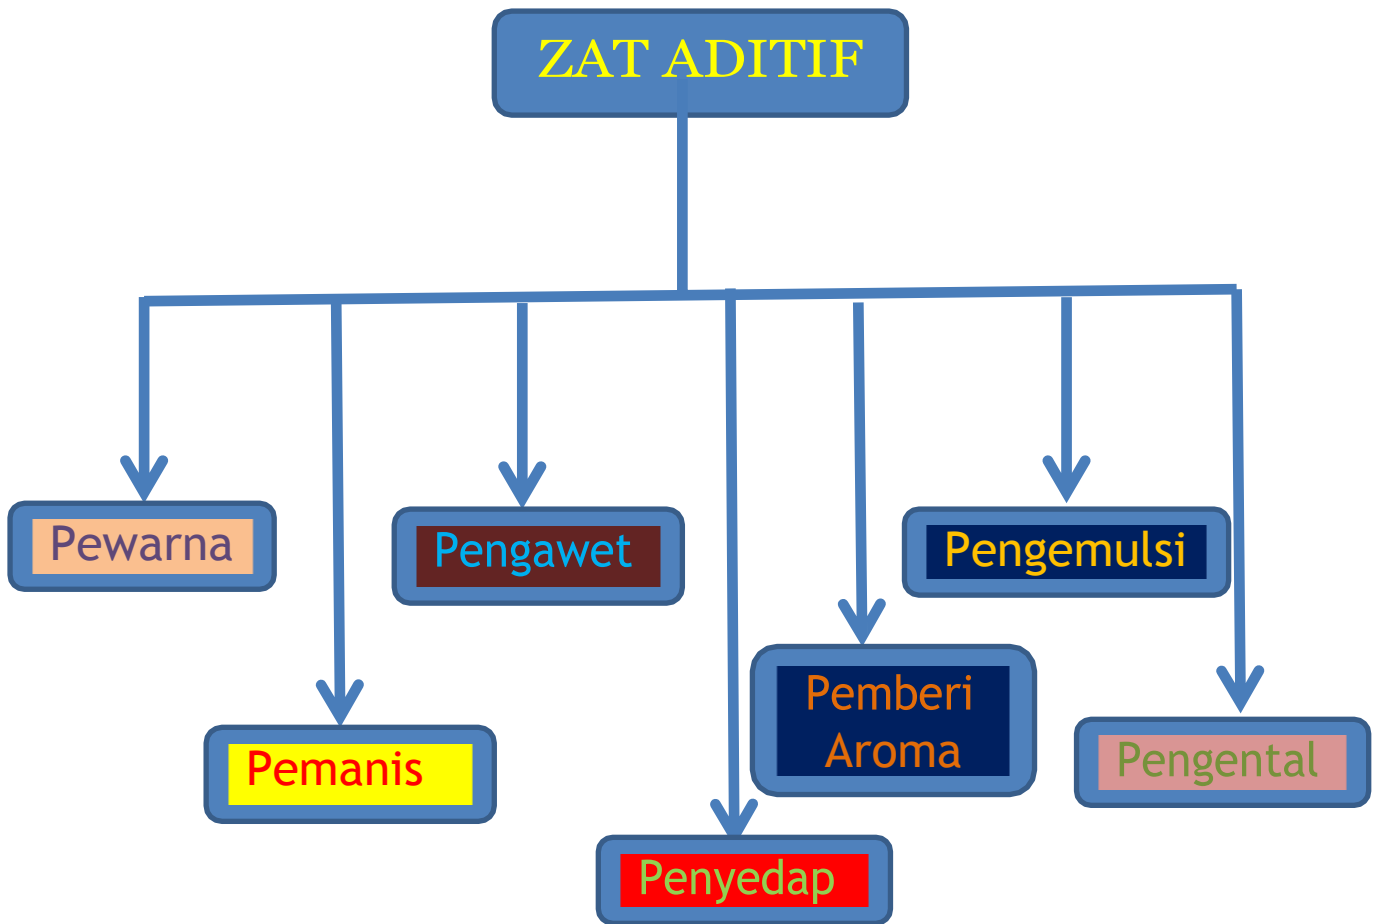 ZAT ADITIF
Pewarna
Pengawet
Pengemulsi
Pemberi
Aroma
Pemanis
Pengental
Penyedap